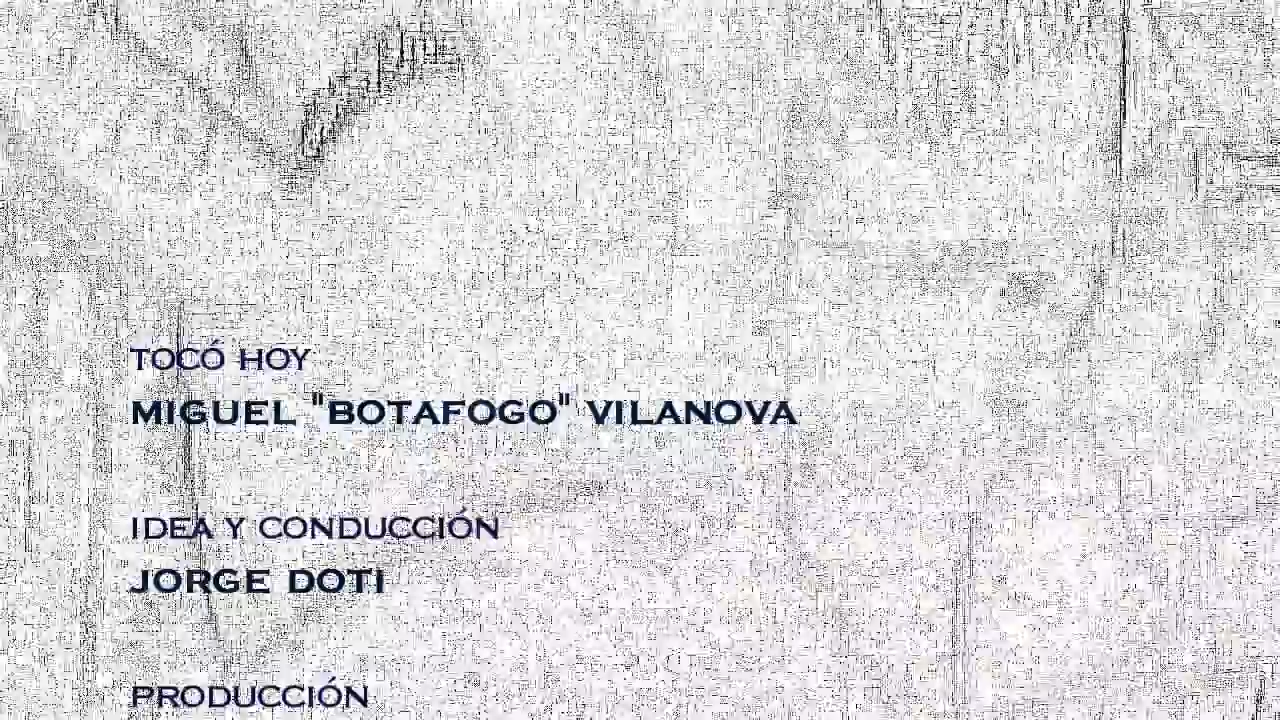 TOCÓ HOY
MIGUEL "BOTAFOGO" VILANOVA
IDEA Y CONDUCCIÓN
JORGE DOTI
PRODUCCIÓN